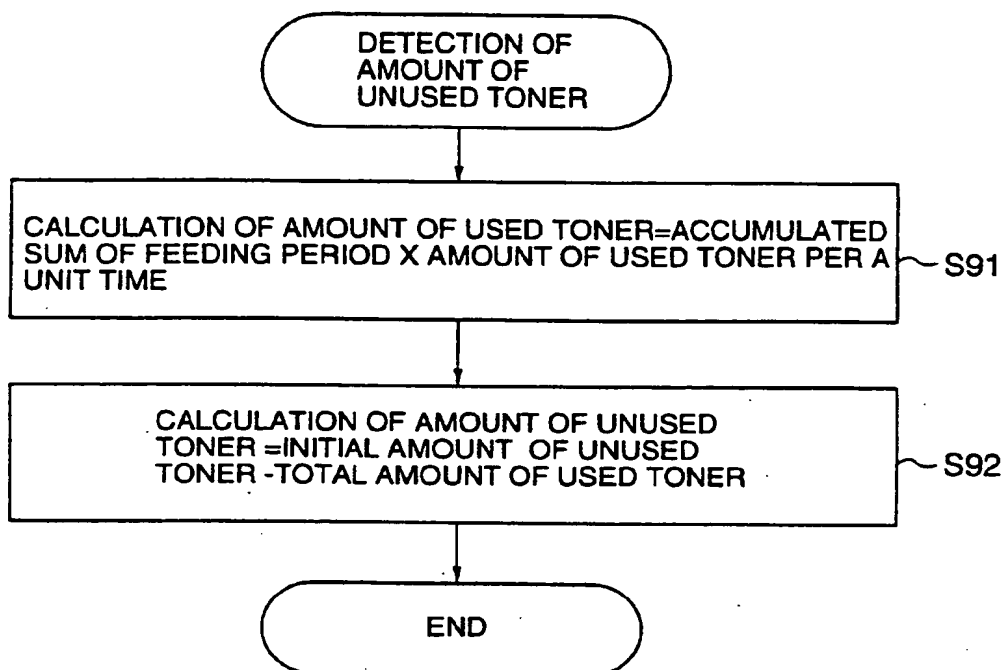 DETECTION OF
AMOUNT OF
UNUSED TONER
CALCULATION OF AMOUNT OF USED TONER=ACCUMULATED
SUM OF FEEDING PERIOD X AMOUNT OF USED TONER PER A
UNIT TIME
S91
CALCULATION OF AMOUNT OF UNUSED
TONER =INITIAL AMOUNT OF UNUSED
TONER -TOTAL AMOUNT OF USED TONER
S92
END